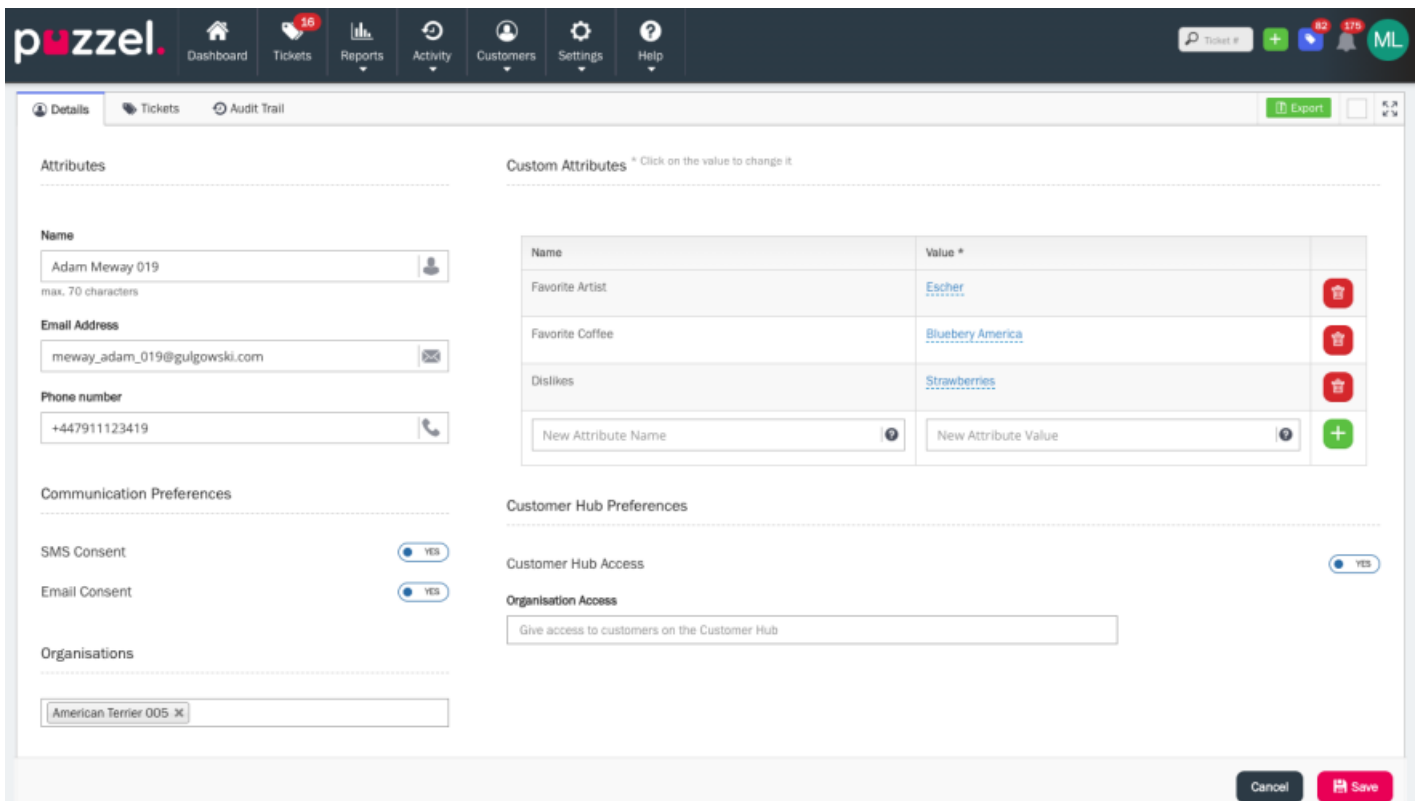 puzzel.
Dashboard
Tickets
16
Reports
Activity
Customers
Settings
Help
Ticket #
82
175
ML
Details
Tickets
Audit Trail
Export
Attributes
Name
Adam Meway 019
max. 70 characters
Email Address
meway_adam_019@gulgowski.com
Phone number
+447911123419
Communication Preferences
SMS Consent YES
Email Consent YES
Organisations
American Terrier 005 ×
Custom Attributes * Click on the value to change it
Name Value *
Favorite Artist Escher
Favorite Coffee Bluebery America
Dislikes Strawberries
New Attribute Name New Attribute Value
Customer Hub Preferences
Customer Hub Access YES
Organisation Access
Give access to customers on the Customer Hub
Cancel
Save